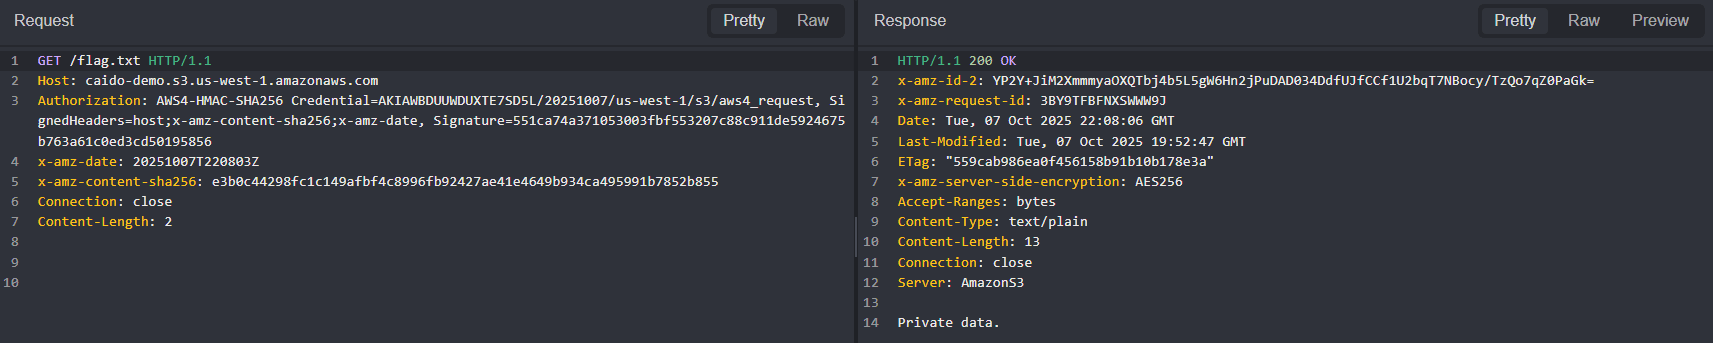 Request
Pretty
Raw
1 GET /flag.txt HTTP/1.1
2 Host: caido-demo.s3.us-west-1.amazonaws.com
3 Authorization: AWS4-HMAC-SHA256 Credential=AKIAWBDUUWDUXTE7SD5L/20251007/us-west-1/s3/aws4_request, Si
gnedHeaders=host;x-amz-content-sha256;x-amz-date, Signature=551ca74a371053003fbf553207c88c911de5924675
b763a61c0ed3cd50195856
4 x-amz-date: 20251007T220803Z
5 x-amz-content-sha256: e3b0c44298fc1c149afbf4c8996fb92427ae41e4649b934ca495991b7852b855
6 Connection: close
7 Content-Length: 2
8
9
10
Response
Pretty
Raw
Preview
1 HTTP/1.1 200 OK
2 x-amz-id-2: YP2Y+JiM2XmmmyaOXQTbj4b5L5gW6Hn2jPuDAD034DdfUJfCCf1U2bqT7NBocy/TzQo7qZ0PaGk=
3 x-amz-request-id: 3BY9TFBFNXSWWW9J
4 Date: Tue, 07 Oct 2025 22:08:06 GMT
5 Last-Modified: Tue, 07 Oct 2025 19:52:47 GMT
6 ETag: "559cab986ea0f456158b91b10b178e3a"
7 x-amz-server-side-encryption: AES256
8 Accept-Ranges: bytes
9 Content-Type: text/plain
10 Content-Length: 13
11 Connection: close
12 Server: AmazonS3
13
14 Private data.